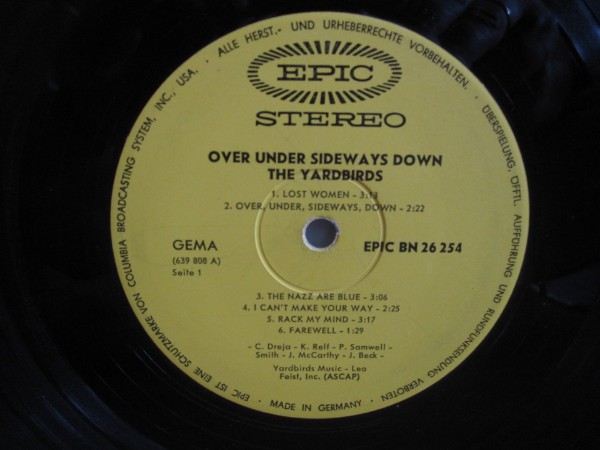 EPIC
STEREO
OVER UNDER SIDEWAYS DOWN
THE YARDBIRDS
1. LOST WOMEN - 3:13
2. OVER, UNDER, SIDEWAYS, DOWN - 2:22
GEMA
(639 808 A)
Seite 1
EPIC BN 26 254
3. THE NAZZ ARE BLUE - 3:06
4. I CAN'T MAKE YOUR WAY - 2:25
5. RACK MY MIND - 3:17
6. FAREWELL - 1:29
- C. Dreja - K. Relf - P. Samwell -
Smith - J. McCarthy - J. Beck -
Yardbirds Music - Leo
Feist, Inc. (ASCAP)
EPIC IST EINE SCHUTZMARKE VON COLUMBIA BROADCASTING SYSTEM, INC., USA. · ALLE HERST.- UND URHEBERRECHTE VORBEHALTEN. · ÜBERSPIELUNG, ÖFFTL. AUFFÜHRUNG UND RUNDFUNKSENDUNG VERBOTEN · MADE IN GERMANY ·